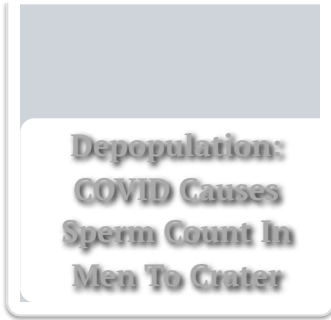 Depopulation:
COVID Causes
Sperm Count In
Men To Crater